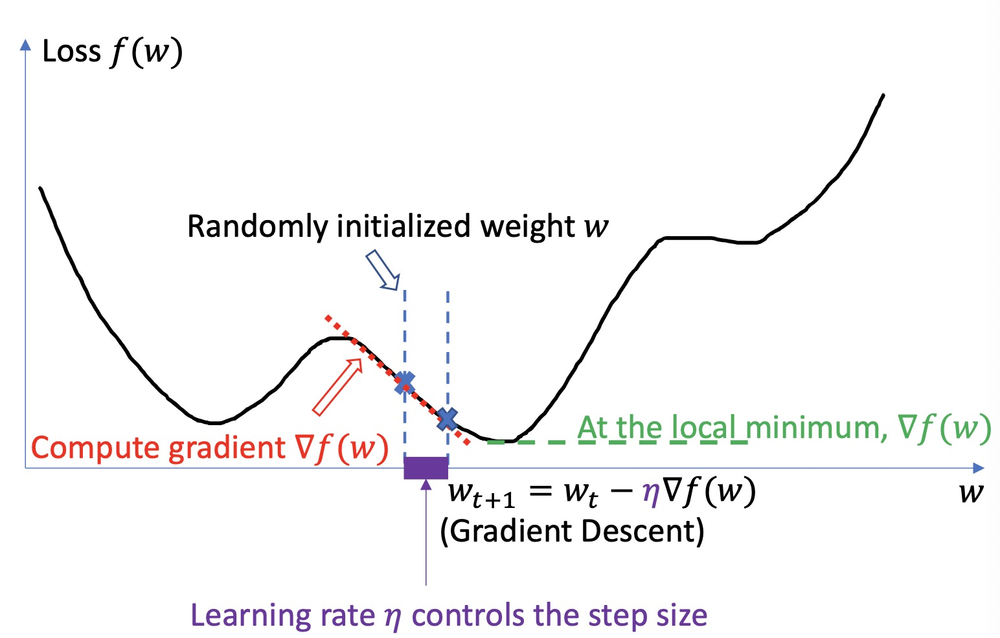 Loss f(w)
Randomly initialized weight w
At the local minimum, ∇f(w)
Compute gradient ∇f(w)
w_{t+1} = w_t − η∇f(w)
w
(Gradient Descent)
Learning rate η controls the step size